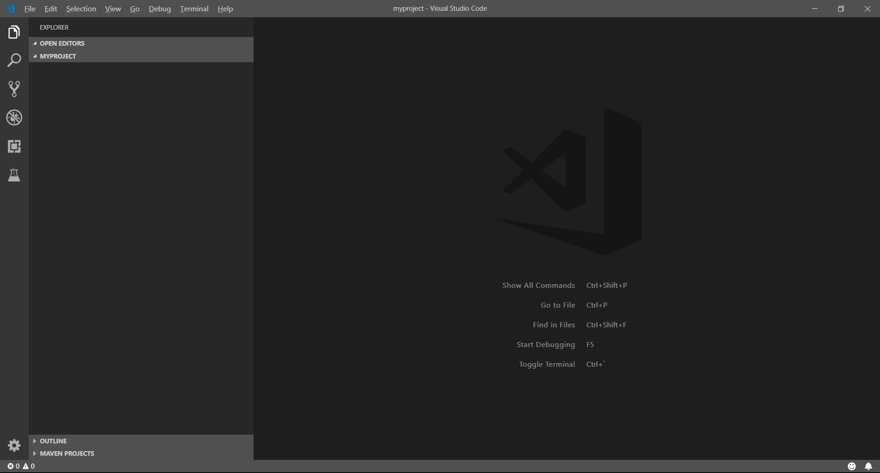 File Edit Selection View Go Debug Terminal Help
myproject - Visual Studio Code
EXPLORER
OPEN EDITORS
MYPROJECT
Show All Commands Ctrl+Shift+P
Go to File Ctrl+P
Find in Files Ctrl+Shift+F
Start Debugging F5
Toggle Terminal Ctrl+`
OUTLINE
MAVEN PROJECTS
0 0